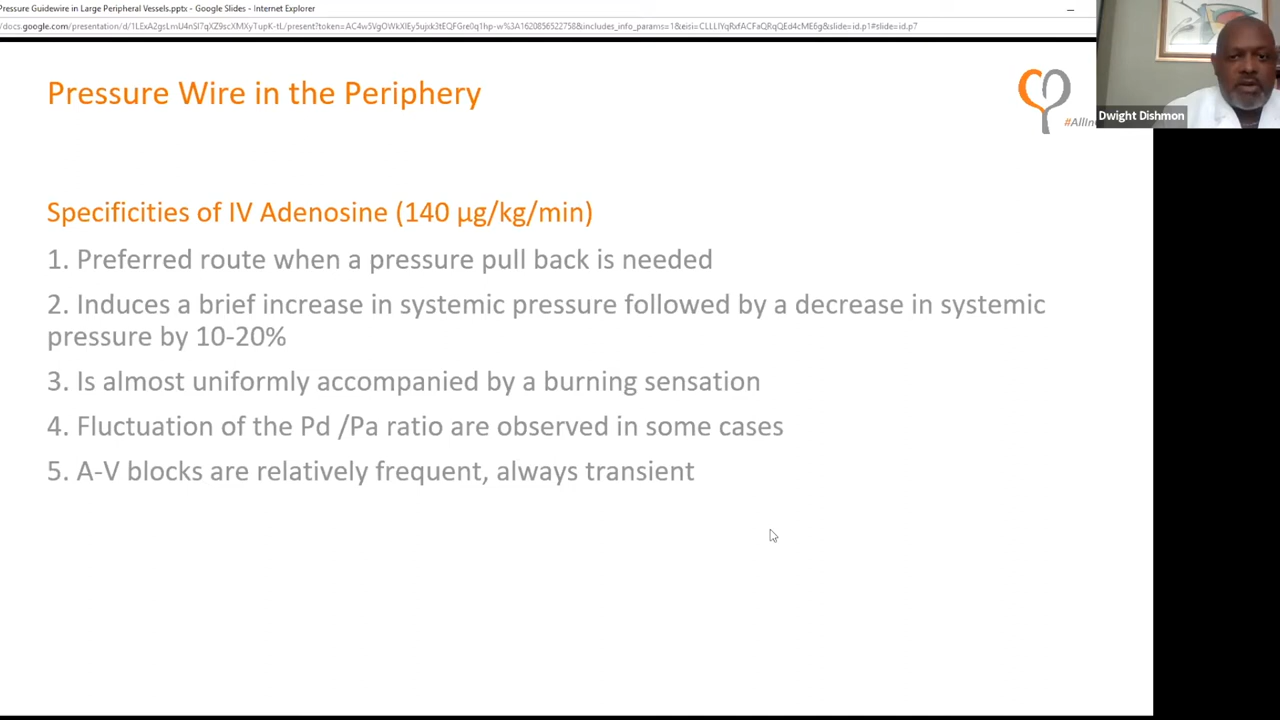 Pressure Guidewire in Large Peripheral Vessels.pptx - Google Slides - Internet Explorer
Pressure Wire in the Periphery
#AllIn
Dwight Dishmon
Specificities of IV Adenosine (140 µg/kg/min)
1. Preferred route when a pressure pull back is needed
2. Induces a brief increase in systemic pressure followed by a decrease in systemic
pressure by 10-20%
3. Is almost uniformly accompanied by a burning sensation
4. Fluctuation of the Pd /Pa ratio are observed in some cases
5. A-V blocks are relatively frequent, always transient